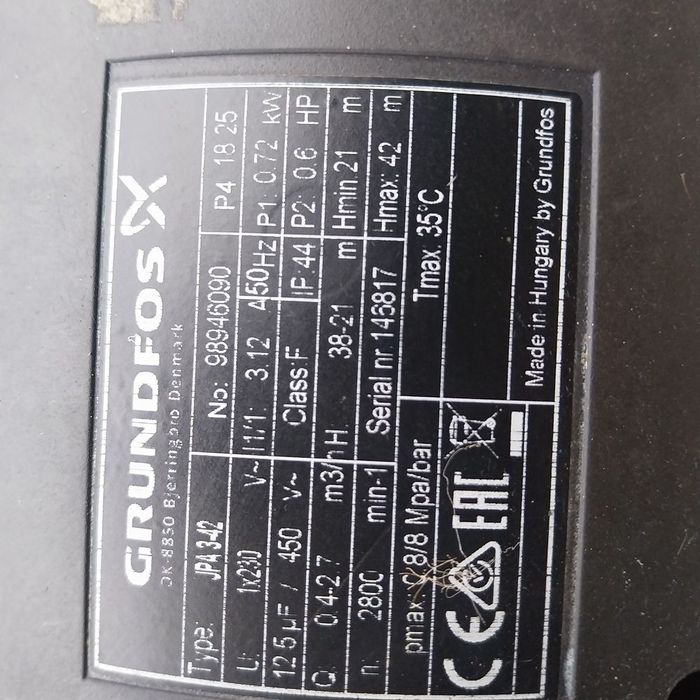 GRUNDFOS
DK-8850 Bjerringbro Denmark
Type: JPA 3-42 No: 98946090 P4 18 25
U: 1x230 V~ I1/1: 3.12 A 50Hz P1: 0.72 kW
12.5 µF / 450 V~ Class:F IP:44 P2: 0.6 HP
Q: 0.4-2.7 m3/h H: 38-21 m Hmin:21 m
n: 2800 min-1 Serial nr 145817 Hmax: 42 m
pmax: 0.8/8 Mpa/bar Tmax: 35°C
CE EAC
Made in Hungary by Grundfos